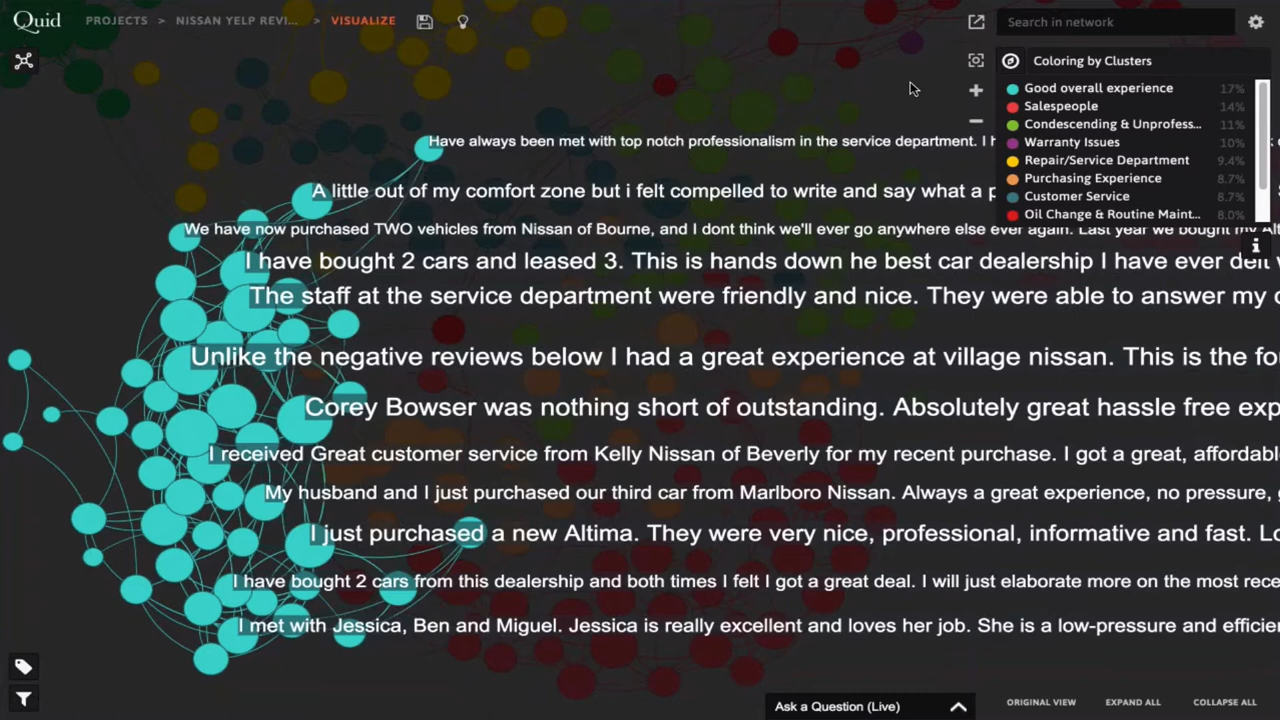 Quid PROJECTS > NISSAN YELP REVI... > VISUALIZE
Search in network
Coloring by Clusters
Good overall experience 17%
Salespeople 14%
Condescending & Unprofess... 11%
Warranty Issues 10%
Repair/Service Department 9.4%
Purchasing Experience 8.7%
Customer Service 8.7%
Oil Change & Routine Maint... 8.0%
Have always been met with top notch professionalism in the service department. I
A little out of my comfort zone but i felt compelled to write and say what a
We have now purchased TWO vehicles from Nissan of Bourne, and I dont think we'll ever go anywhere else ever again. Last year we bought my
I have bought 2 cars and leased 3. This is hands down he best car dealership I have ever delt
The staff at the service department were friendly and nice. They were able to answer my
Unlike the negative reviews below I had a great experience at village nissan. This is the
Corey Bowser was nothing short of outstanding. Absolutely great hassle free
I received Great customer service from Kelly Nissan of Beverly for my recent purchase. I got a great,
My husband and I just purchased our third car from Marlboro Nissan. Always a great experience, no pressure,
I just purchased a new Altima. They were very nice, professional, informative and fast.
I have bought 2 cars from this dealership and both times I felt I got a great deal. I will just elaborate more on the most
I met with Jessica, Ben and Miguel. Jessica is really excellent and loves her job. She is a low-pressure and
Ask a Question (Live)
ORIGINAL VIEW EXPAND ALL COLLAPSE ALL